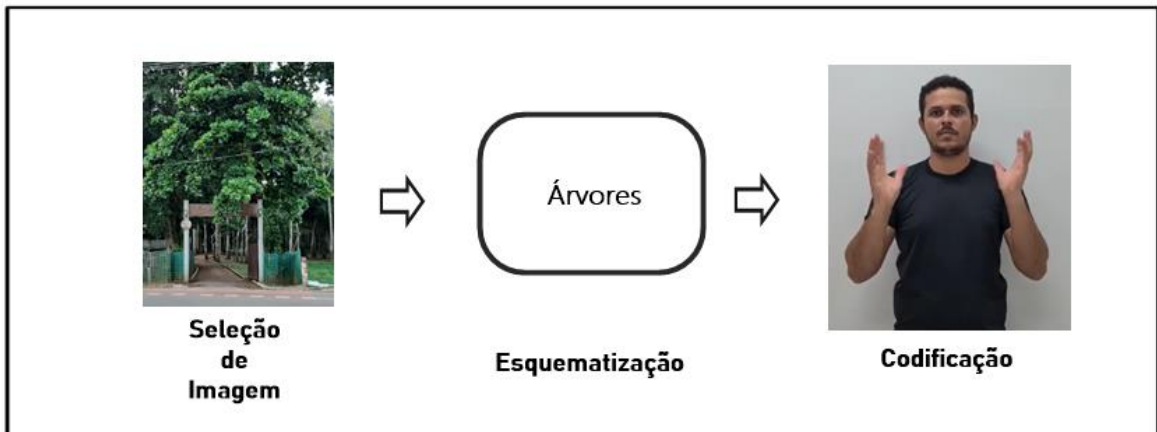 Árvores
Seleção
de
Imagem
Esquematização
Codificação